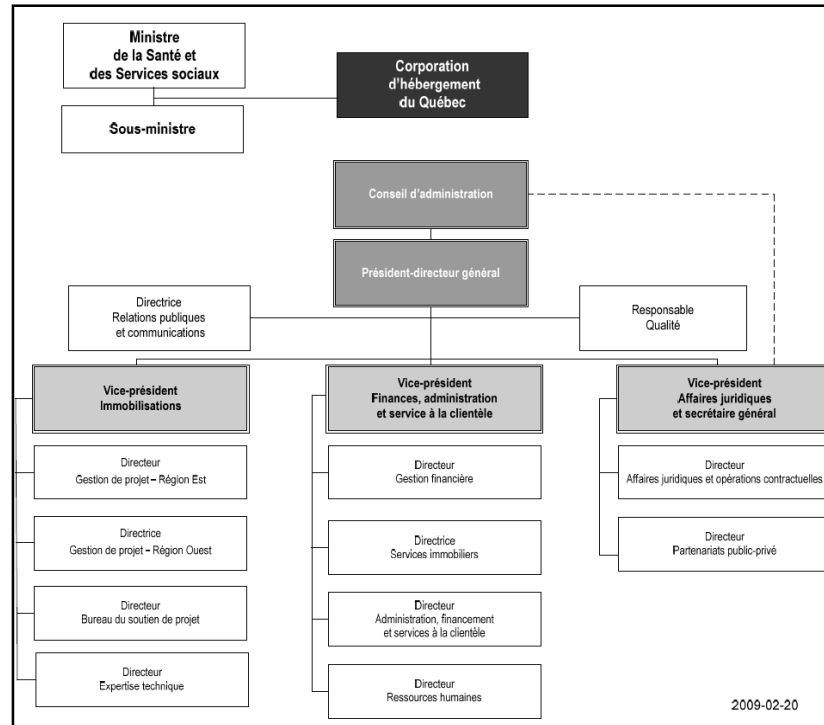 Ministre
de la Santé et
des Services sociaux
Corporation
d'hébergement
du Québec
Sous-ministre
Conseil d'administration
Président-directeur général
Directrice
Relations publiques
et communications
Responsable
Qualité
Vice-président
Immobilisations
Vice-président
Finances, administration
et service à la clientèle
Vice-président
Affaires juridiques
et secrétaire général
Directeur
Gestion de projet – Région Est
Directrice
Gestion de projet – Région Ouest
Directeur
Bureau du soutien de projet
Directeur
Expertise technique
Directeur
Gestion financière
Directrice
Services immobiliers
Directeur
Administration, financement
et services à la clientèle
Directeur
Ressources humaines
Directeur
Affaires juridiques et opérations contractuelles
Directeur
Partenariats public-privé
2009-02-20